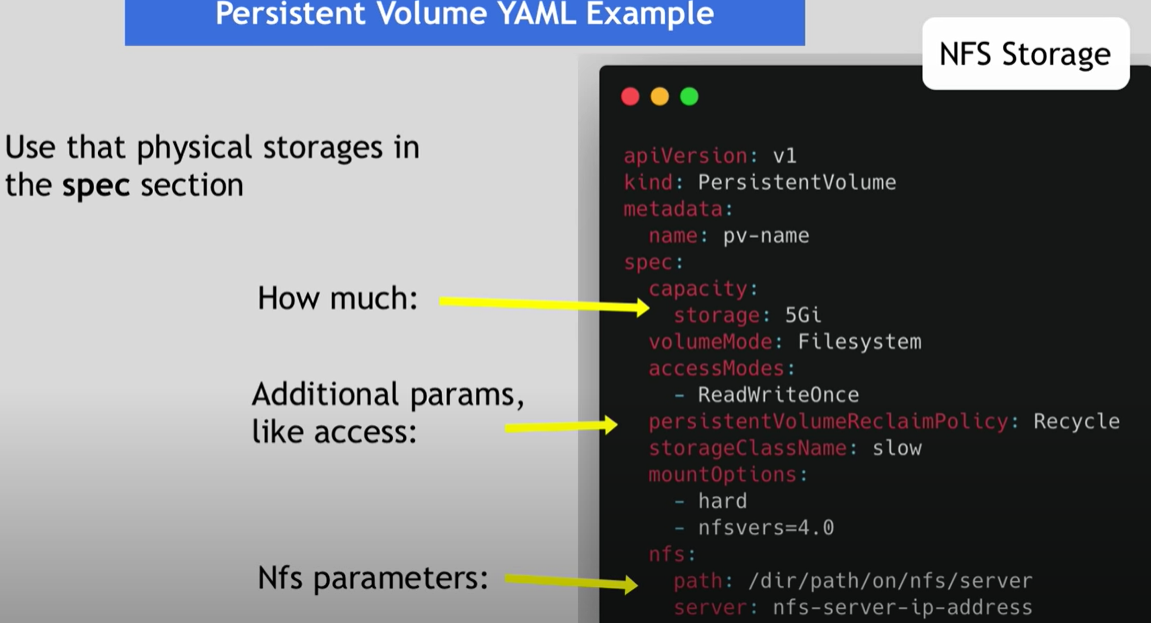 Persistent Volume YAML Example
NFS Storage
Use that physical storages in
the spec section
How much:
Additional params,
like access:
Nfs parameters:
apiVersion: v1
kind: PersistentVolume
metadata:
  name: pv-name
spec:
  capacity:
    storage: 5Gi
  volumeMode: Filesystem
  accessModes:
    - ReadWriteOnce
  persistentVolumeReclaimPolicy: Recycle
  storageClassName: slow
  mountOptions:
    - hard
    - nfsvers=4.0
  nfs:
    path: /dir/path/on/nfs/server
    server: nfs-server-ip-address